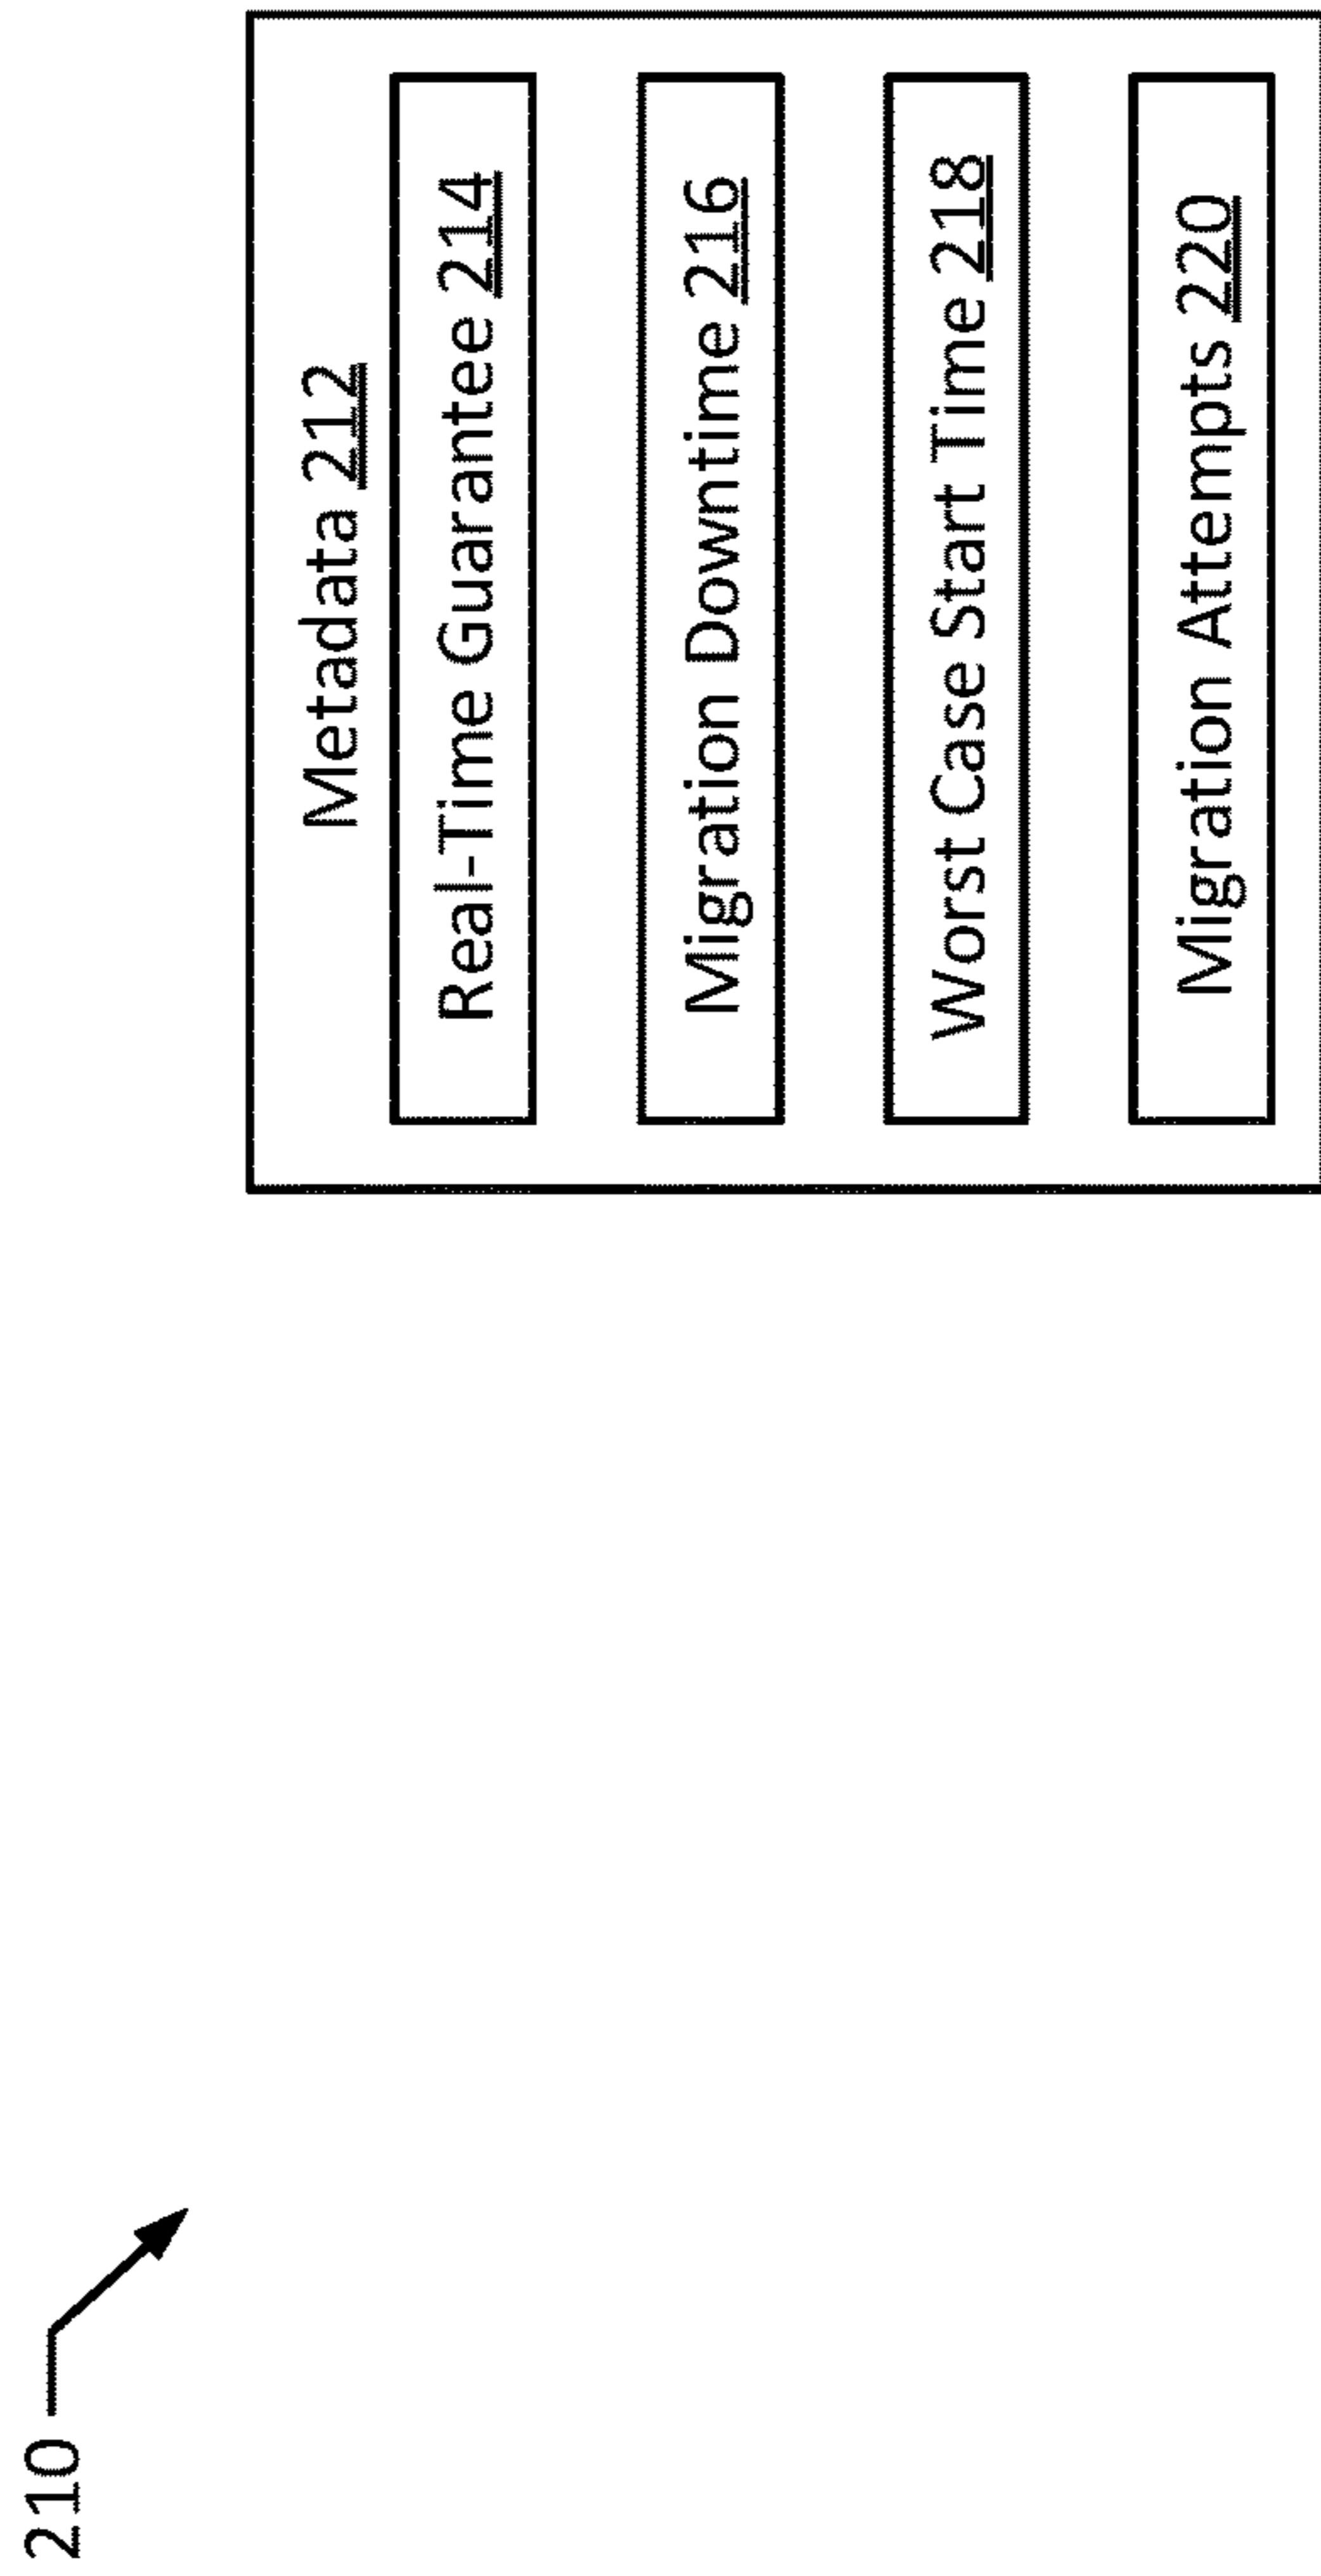 210
Metadata 212
Real-Time Guarantee 214
Migration Downtime 216
Worst Case Start Time 218
Migration Attempts 220